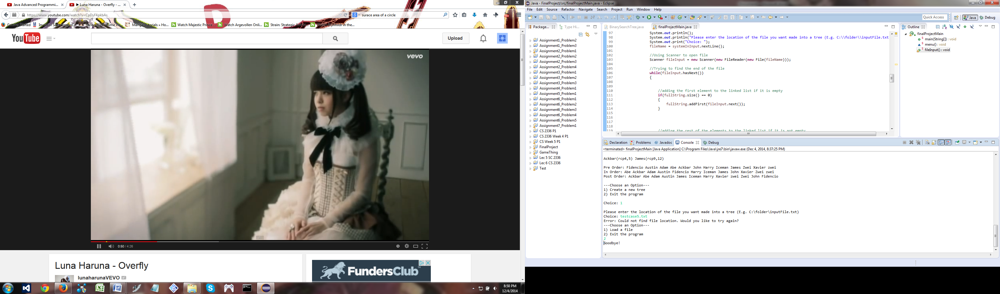 Java Advanced Programmi...
▶ Luna Haruna - Overfly - ...
https://www.youtube.com/watch?v=CpDyF4pkbAs
surace area of a circle
Getting Started
Spring 2014 Anime
Manga Tutorials » Ho...
Watch Majestic Prince ...
Watch Argevollen Onli...
Strain: Strategic Armo...
Watch Brynhildr in the...
YouTube
Upload
vevo
0:50 / 4:26
Luna Haruna - Overfly
lunaharunaVEVO
FundersClub
8:50 PM
12/4/2014
Java - FinalProject/src/finalProjectMain.java - Eclipse
File Edit Source Refactor Navigate Search Project Run Window Help
Quick Access
Java
Debug
Package...
Type Hi...
Assignment1_Problem2
Assignment1_Problem3
Assignment2_Problem1
Assignment2_Problem2
Assignment2_Problem3
Assignment2_Problem4
Assignment3_Problem1
Assignment3_Problem2
Assignment3_Problem3
Assignment4_Problem1
Assignment5_Problem1
Assignment6_Problem1
Assignment6_Problem2
Assignment6_Problem3
Assignment6_Problem4
Assignment6_Problem5
Assignment7_Problem1
CS 2336 P1
CS 2336 Week 4 P1
CS Week 5 P1
FinalProject
GameThing
Lec 5 SC 2336
Lec 6 CS 2336
Test
BinarySearchTree.java
finalProjectMain.java
97 System.out.println();
98 System.out.println("Please enter the location of the file you want made into a tree (E.g. C:\\folder\\inputFile.txt
99 System.out.print("Choice: ");
100 fileName = systemInInput.nextLine();
101
102 //Using Scanner to open file
103 Scanner fileInput = new Scanner(new FileReader(new File(fileName)));
104
105 //Trying to find the end of the file
106 while(fileInput.hasNext())
107 {
108
109
110 //adding the first element to the linked list if it is empty
111 if(fullString.size() == 0)
112 {
113 fullString.addFirst(fileInput.next());
114 }
115
116
117
118
119 //adding the rest of the elements to the linked list if it is not empty
Outline
finalProjectMain
main(String[]) : void
menu() : void
fileInput() : void
Declaration
Problems
@ Javadoc
Console
Debug
<terminated> finalProjectMain [Java Application] C:\Program Files\Java\jre7\bin\javaw.exe (Dec 4, 2014, 8:37:25 PM)
Ackbar(rcp4,5) James(rcp9,12)
Pre Order: Fidencio Austin Adam Abe Ackbar John Harry Iceman James Zwei Xavier zwei
In Order: Abe Ackbar Adam Austin Fidencio Harry Iceman James John Xavier Zwei zwei
Post Order: Ackbar Abe Adam Austin James Iceman Harry Xavier zwei Zwei John Fidencio
---Choose an Option---
1) Create a new tree
2) Exit the program
Choice: 1
Please enter the location of the file you want made into a tree (E.g. C:\folder\inputFile.txt)
Choice: testcase5.txt
Error: Could not find file location. Would you like to try again?
---Choose an Option---
1) Load a file
2) Exit the program
2
Goodbye!